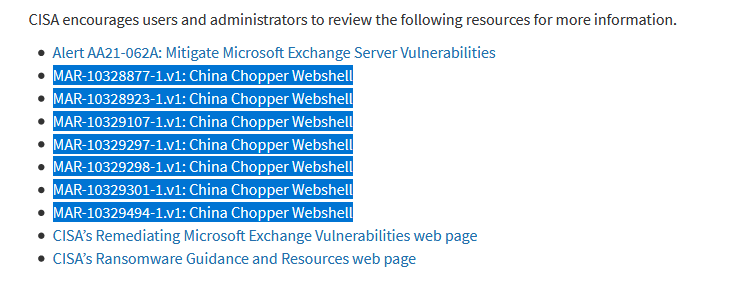 CISA encourages users and administrators to review the following resources for more information.
Alert AA21-062A: Mitigate Microsoft Exchange Server Vulnerabilities
MAR-10328877-1.v1: China Chopper Webshell
MAR-10328923-1.v1: China Chopper Webshell
MAR-10329107-1.v1: China Chopper Webshell
MAR-10329297-1.v1: China Chopper Webshell
MAR-10329298-1.v1: China Chopper Webshell
MAR-10329301-1.v1: China Chopper Webshell
MAR-10329494-1.v1: China Chopper Webshell
CISA’s Remediating Microsoft Exchange Vulnerabilities web page
CISA’s Ransomware Guidance and Resources web page